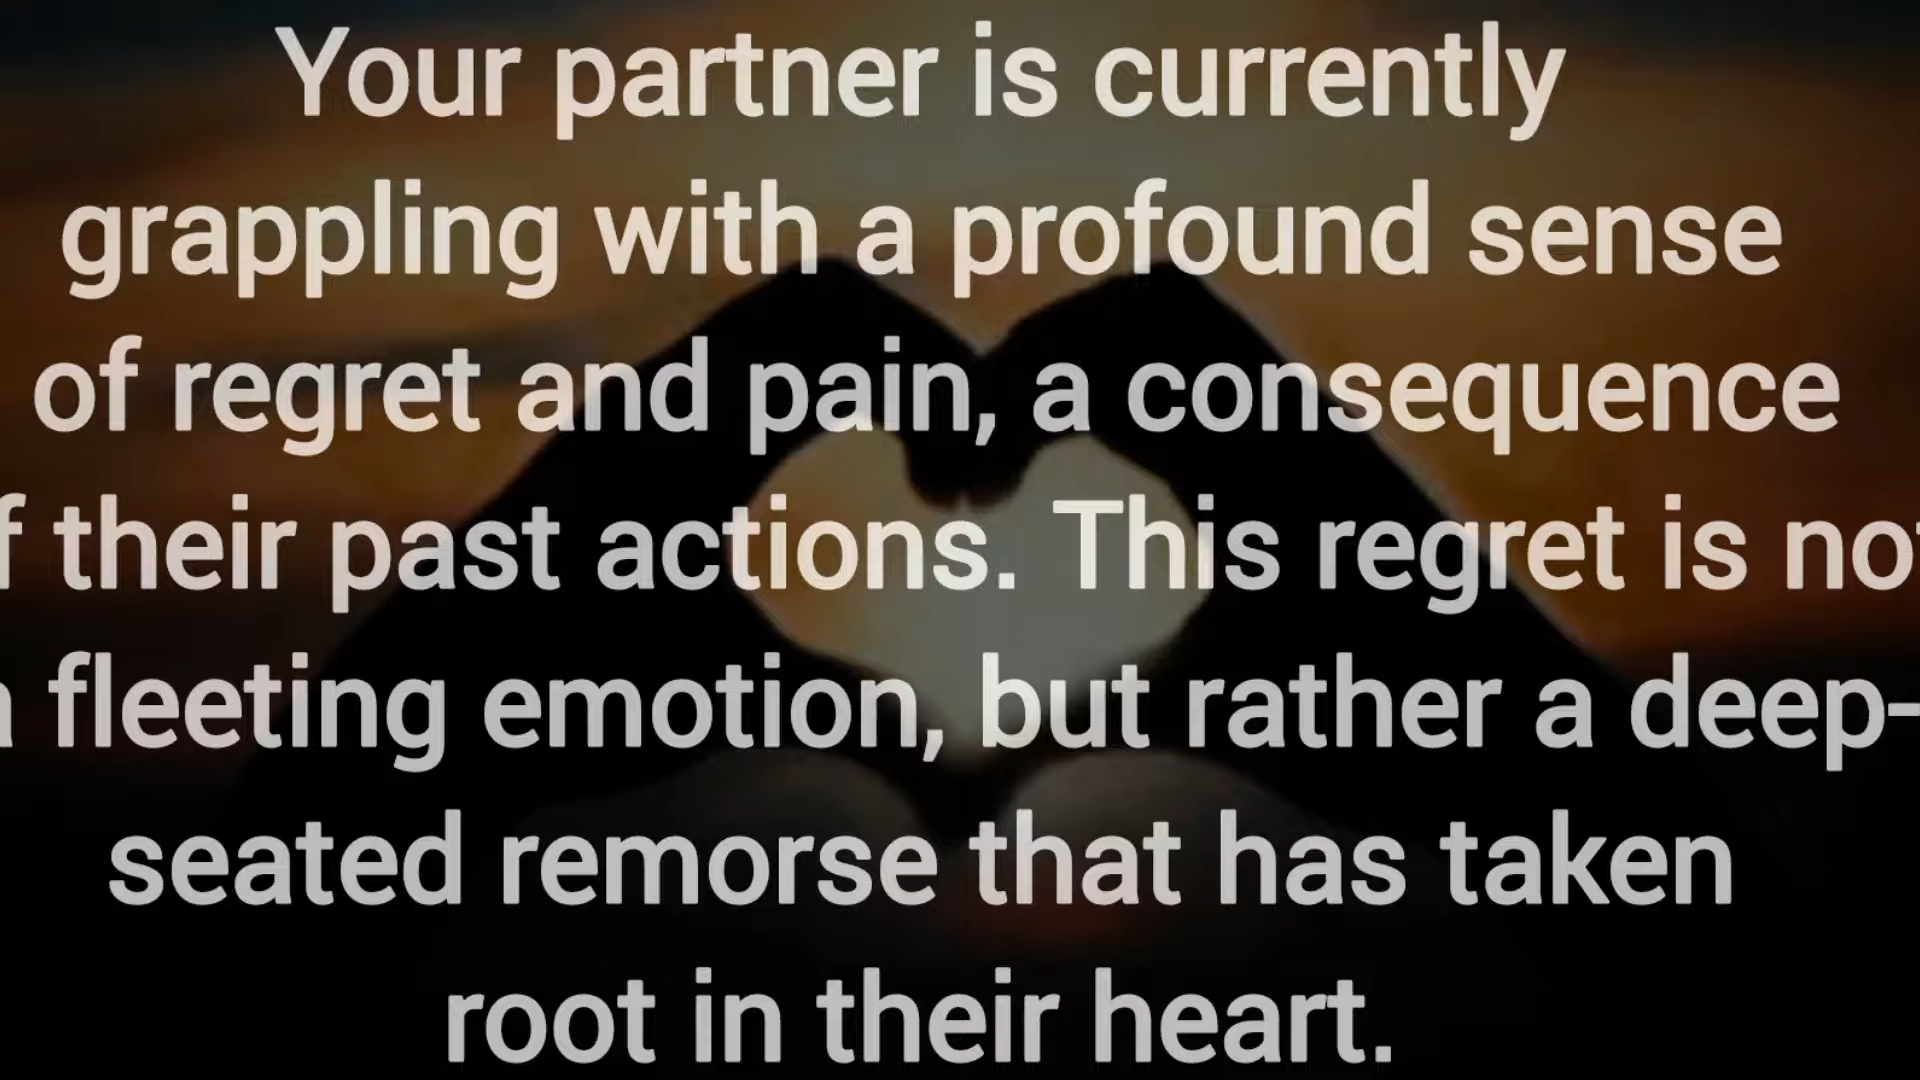 Your partner is currently
grappling with a profound sense
of regret and pain, a consequence
f their past actions. This regret is not
a fleeting emotion, but rather a deep-
seated remorse that has taken
root in their heart.